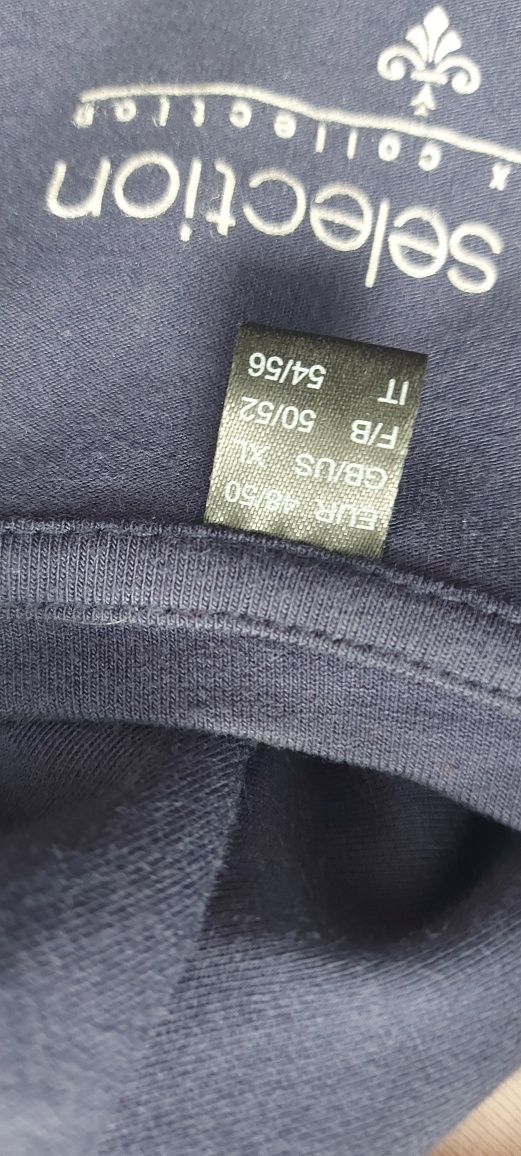 selection
x collection
EUR 48/50
GB/US XL
F/B 50/52
IT 54/56